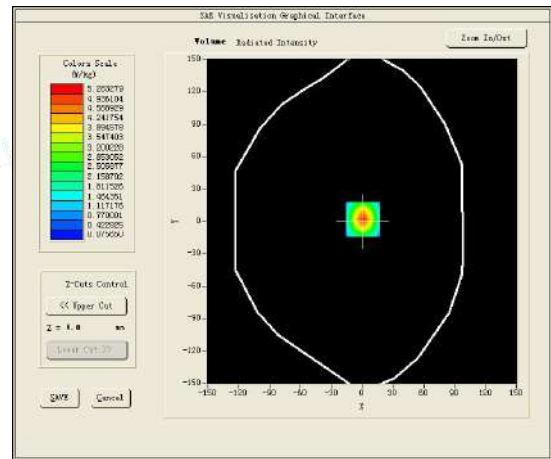 SAR Visualisation Graphical Interface
Volume Radiated Intensity
Zoom In/Out
Colors Scale
(W/kg)
5.283279
4.936104
4.588929
4.241754
3.894578
3.547403
3.200228
2.853052
2.505877
2.158702
1.811526
1.464351
1.117176
0.770001
0.422825
0.075650
150
120
90
60
30
0
-30
-60
-90
-120
-150
Y
-150 -120 -90 -60 -30 0 30 60 90 120 150
X
Z-Cuts Control
<< Upper Cut
Z = 4.0 mm
Lower Cut >>
SAVE Cancel